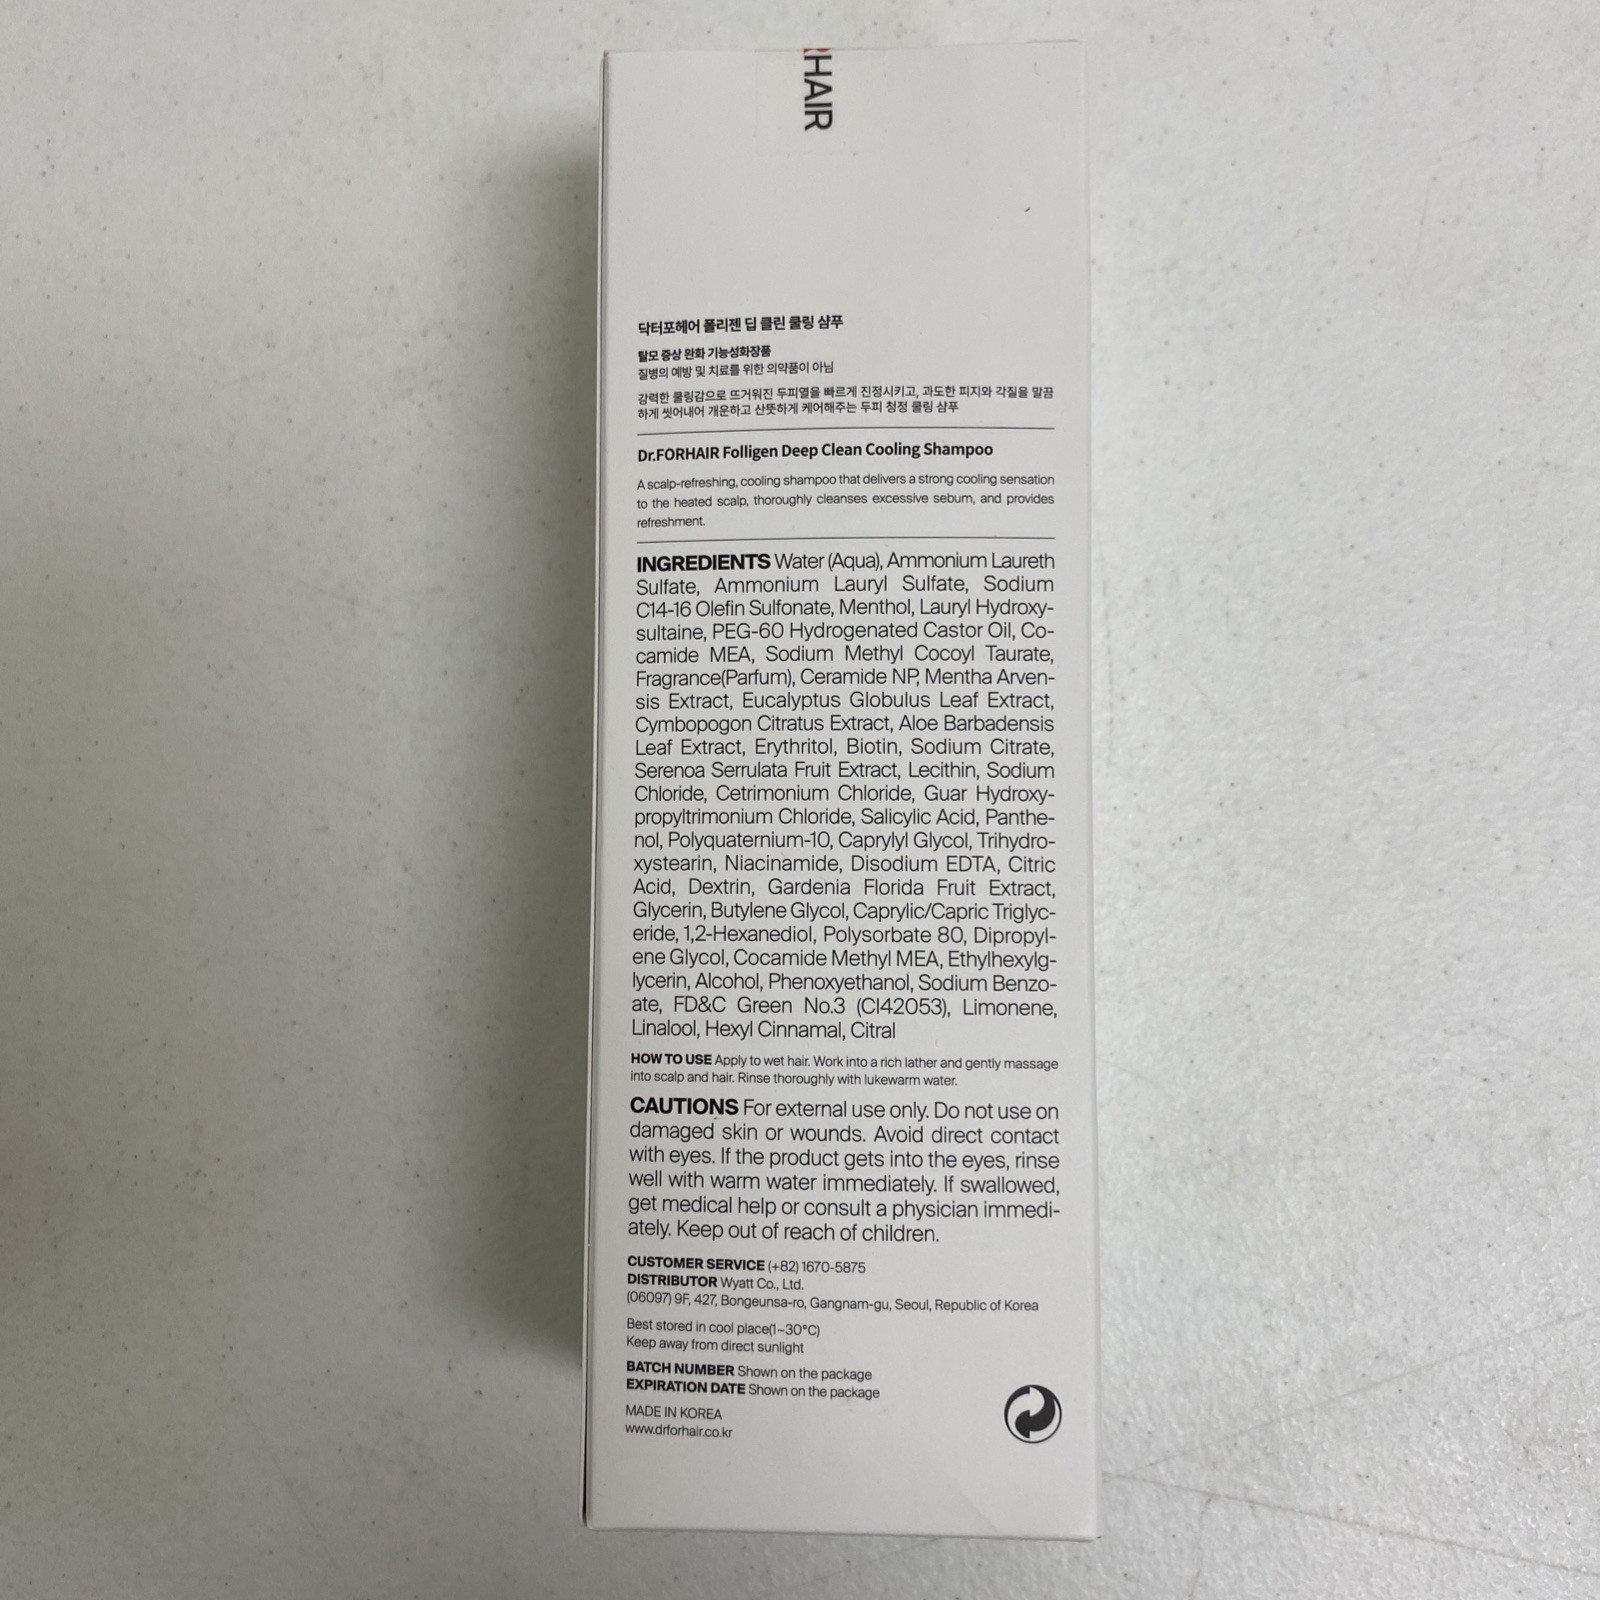 HAIR
닥터포헤어 폴리젠 딥 클린 쿨링 샴푸
탈모 증상 완화 기능성화장품
질병의 예방 및 치료를 위한 의약품이 아님
강력한 쿨링감으로 뜨거워진 두피열을 빠르게 진정시키고, 과도한 피지와 각질을 말끔
하게 씻어내어 개운하고 산뜻하게 케어해주는 두피 청정 쿨링 샴푸
Dr.FORHAIR Folligen Deep Clean Cooling Shampoo
A scalp-refreshing, cooling shampoo that delivers a strong cooling sensation
to the heated scalp, thoroughly cleanses excessive sebum, and provides
refreshment.
INGREDIENTS Water (Aqua), Ammonium Laureth
Sulfate, Ammonium Lauryl Sulfate, Sodium
C14-16 Olefin Sulfonate, Menthol, Lauryl Hydroxy-
sultaine, PEG-60 Hydrogenated Castor Oil, Co-
camide MEA, Sodium Methyl Cocoyl Taurate,
Fragrance(Parfum), Ceramide NP, Mentha Arven-
sis Extract, Eucalyptus Globulus Leaf Extract,
Cymbopogon Citratus Extract, Aloe Barbadensis
Leaf Extract, Erythritol, Biotin, Sodium Citrate,
Serenoa Serrulata Fruit Extract, Lecithin, Sodium
Chloride, Cetrimonium Chloride, Guar Hydroxy-
propyltrimonium Chloride, Salicylic Acid, Panthe-
nol, Polyquaternium-10, Caprylyl Glycol, Trihydro-
xystearin, Niacinamide, Disodium EDTA, Citric
Acid, Dextrin, Gardenia Florida Fruit Extract,
Glycerin, Butylene Glycol, Caprylic/Capric Triglyc-
eride, 1,2-Hexanediol, Polysorbate 80, Dipropyl-
ene Glycol, Cocamide Methyl MEA, Ethylhexylg-
lycerin, Alcohol, Phenoxyethanol, Sodium Benzo-
ate, FD&C Green No.3 (CI42053), Limonene,
Linalool, Hexyl Cinnamal, Citral
HOW TO USE Apply to wet hair. Work into a rich lather and gently massage
into scalp and hair. Rinse thoroughly with lukewarm water.
CAUTIONS For external use only. Do not use on
damaged skin or wounds. Avoid direct contact
with eyes. If the product gets into the eyes, rinse
well with warm water immediately. If swallowed,
get medical help or consult a physician immedi-
ately. Keep out of reach of children.
CUSTOMER SERVICE (+82) 1670-5875
DISTRIBUTOR Wyatt Co., Ltd.
(06097) 9F, 427, Bongeunsa-ro, Gangnam-gu, Seoul, Republic of Korea
Best stored in cool place(1~30°C)
Keep away from direct sunlight
BATCH NUMBER Shown on the package
EXPIRATION DATE Shown on the package
MADE IN KOREA
www.drforhair.co.kr